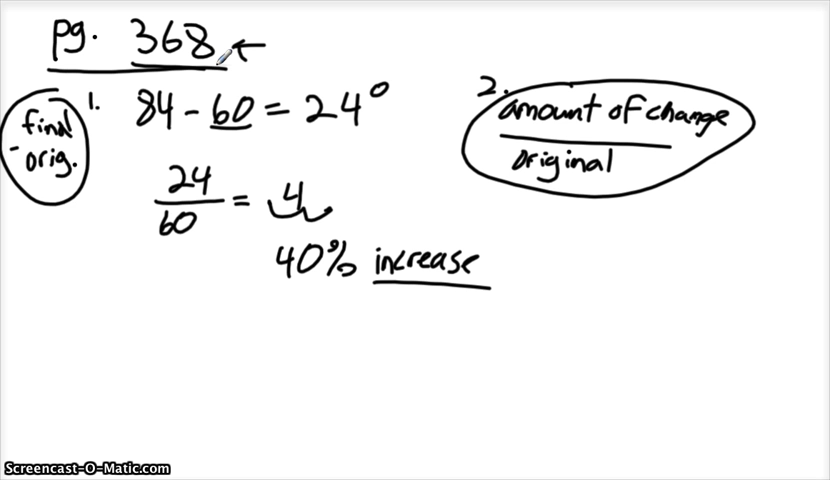 pg. 368 ←
1. 84 - 60 = 24°
final
- orig.
2. amount of change
original
24
60
= .4
40% increase
Screencast-O-Matic.com